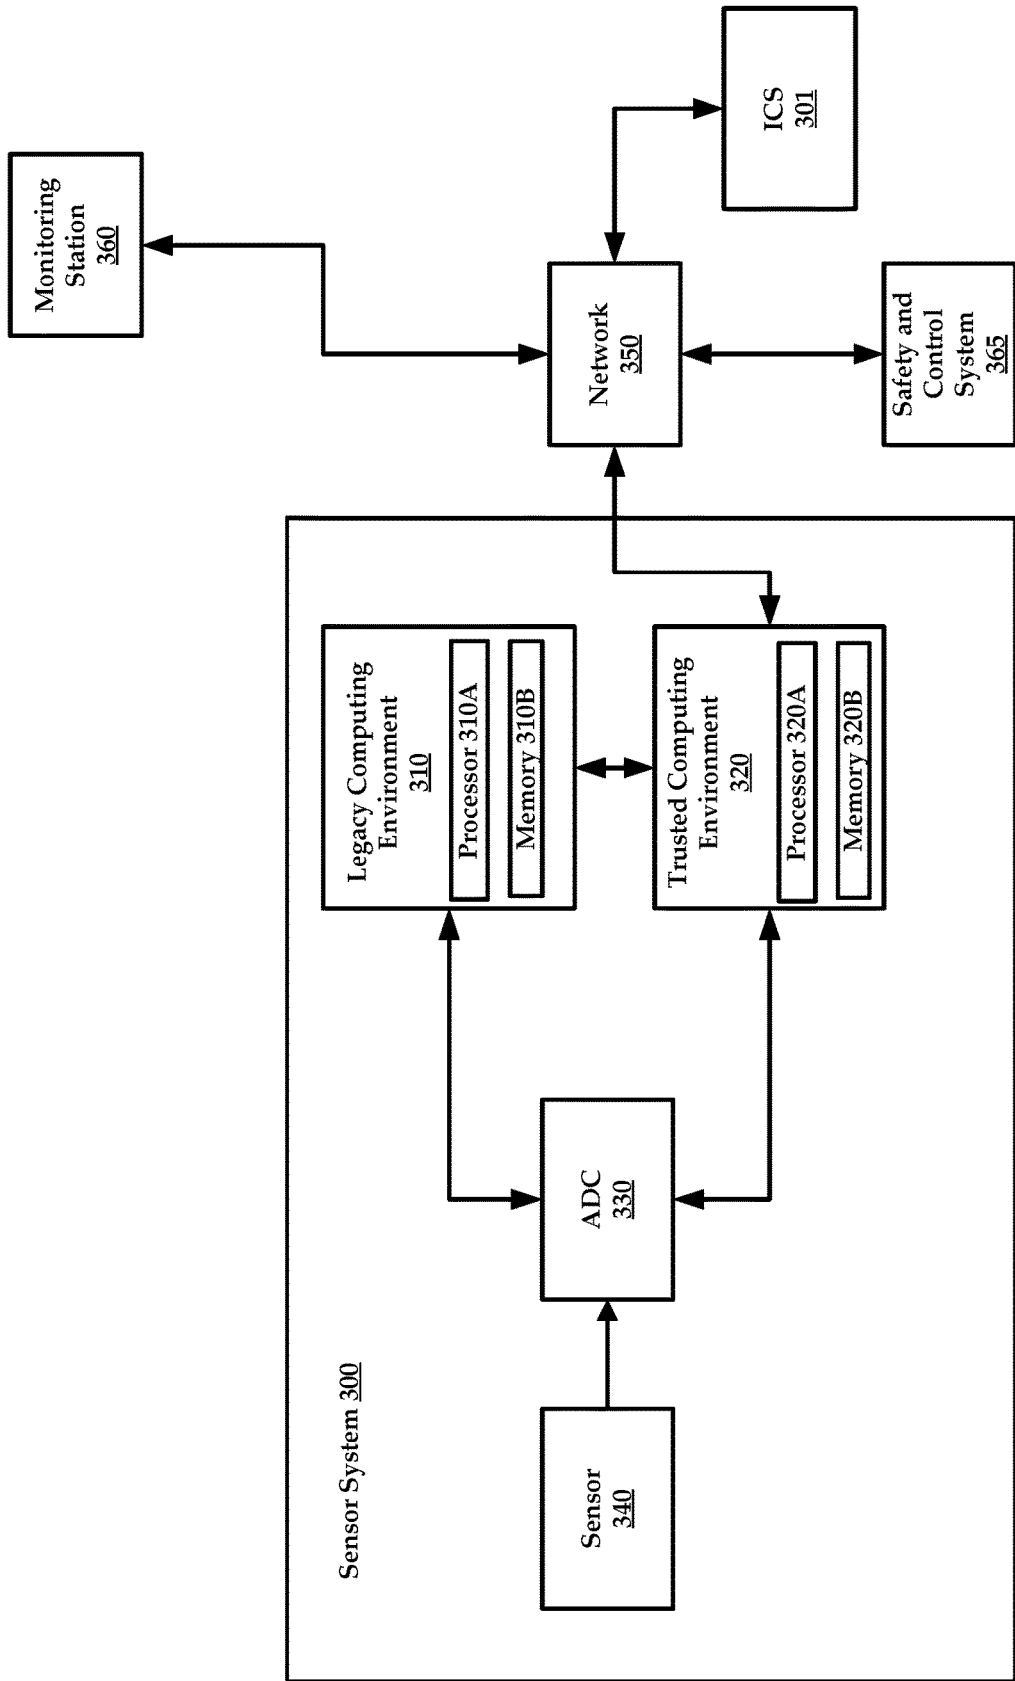 Sensor System 300
Sensor
340
ADC
330
Legacy Computing
Environment
310
Processor 310A
Memory 310B
Trusted Computing
Environment
320
Processor 320A
Memory 320B
Network
350
Monitoring
Station
360
ICS
301
Safety and
Control
System
365